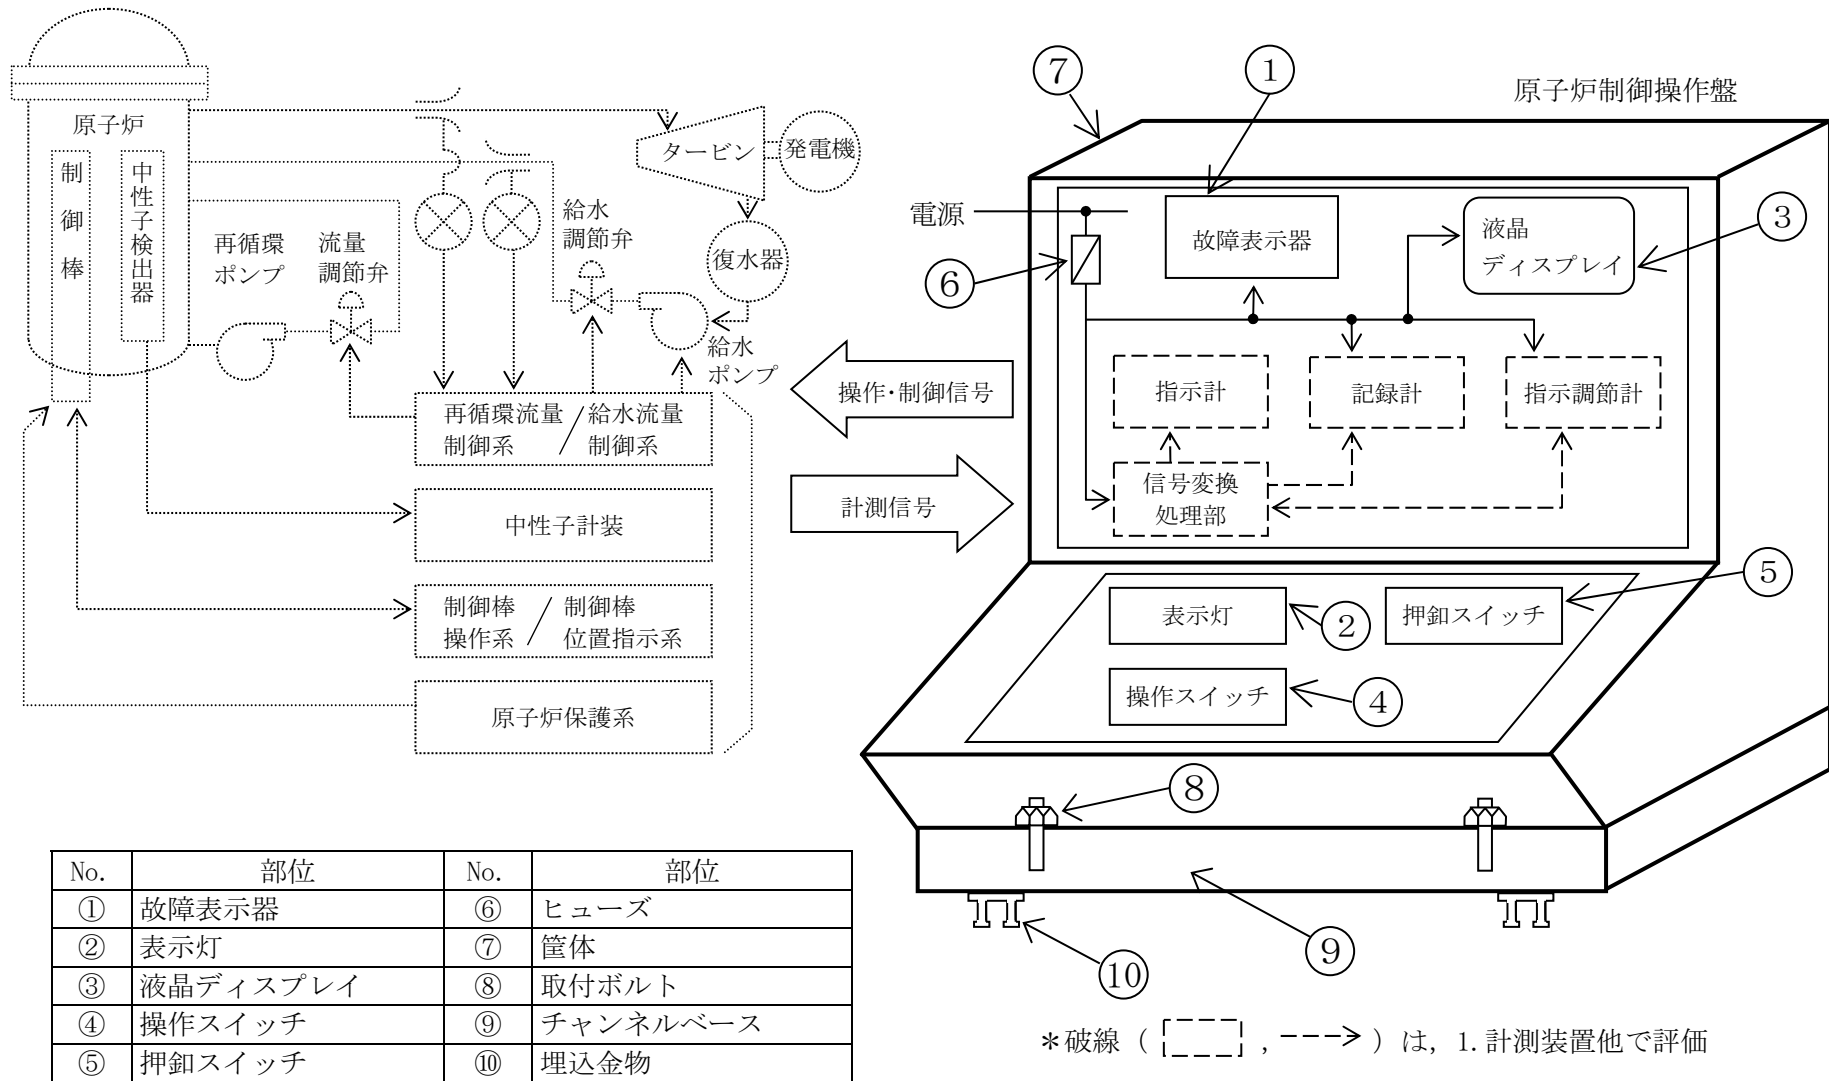 ⑦
①
原子炉制御操作盤
原子炉
制御棒
中性子検出器
タービン
発電機
再循環
ポンプ
流量
調節弁
給水
調節弁
復水器
給水
ポンプ
再循環流量
制御系
/
給水流量
制御系
中性子計装
制御棒
操作系
/
制御棒
位置指示系
原子炉保護系
操作・制御信号
計測信号
電源
⑥
故障表示器
液晶
ディスプレイ
③
指示計
記録計
指示調節計
信号変換
処理部
⑤
表示灯
②
押釦スイッチ
操作スイッチ
④
⑧
⑨
⑩
No. 部位 No. 部位
① 故障表示器 ⑥ ヒューズ
② 表示灯 ⑦ 筐体
③ 液晶ディスプレイ ⑧ 取付ボルト
④ 操作スイッチ ⑨ チャンネルベース
⑤ 押釦スイッチ ⑩ 埋込金物
＊破線（ , ）は, 1.計測装置他で評価